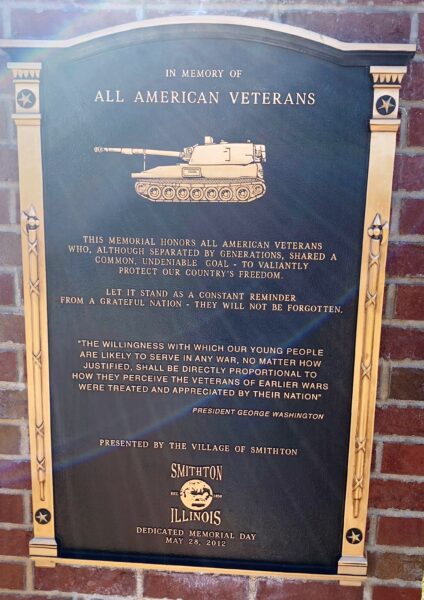 IN MEMORY OF
ALL AMERICAN VETERANS
THIS MEMORIAL HONORS ALL AMERICAN VETERANS
WHO, ALTHOUGH SEPARATED BY GENERATIONS, SHARED A
COMMON, UNDENIABLE GOAL - TO VALIANTLY
PROTECT OUR COUNTRY'S FREEDOM.
LET IT STAND AS A CONSTANT REMINDER
FROM A GRATEFUL NATION - THEY WILL NOT BE FORGOTTEN.
"THE WILLINGNESS WITH WHICH OUR YOUNG PEOPLE
ARE LIKELY TO SERVE IN ANY WAR, NO MATTER HOW
JUSTIFIED, SHALL BE DIRECTLY PROPORTIONAL TO
HOW THEY PERCEIVE THE VETERANS OF EARLIER WARS
WERE TREATED AND APPRECIATED BY THEIR NATION"
PRESIDENT GEORGE WASHINGTON
PRESENTED BY THE VILLAGE OF SMITHTON
SMITHTON
EST.
ILLINOIS
DEDICATED MEMORIAL DAY
MAY 28, 2012